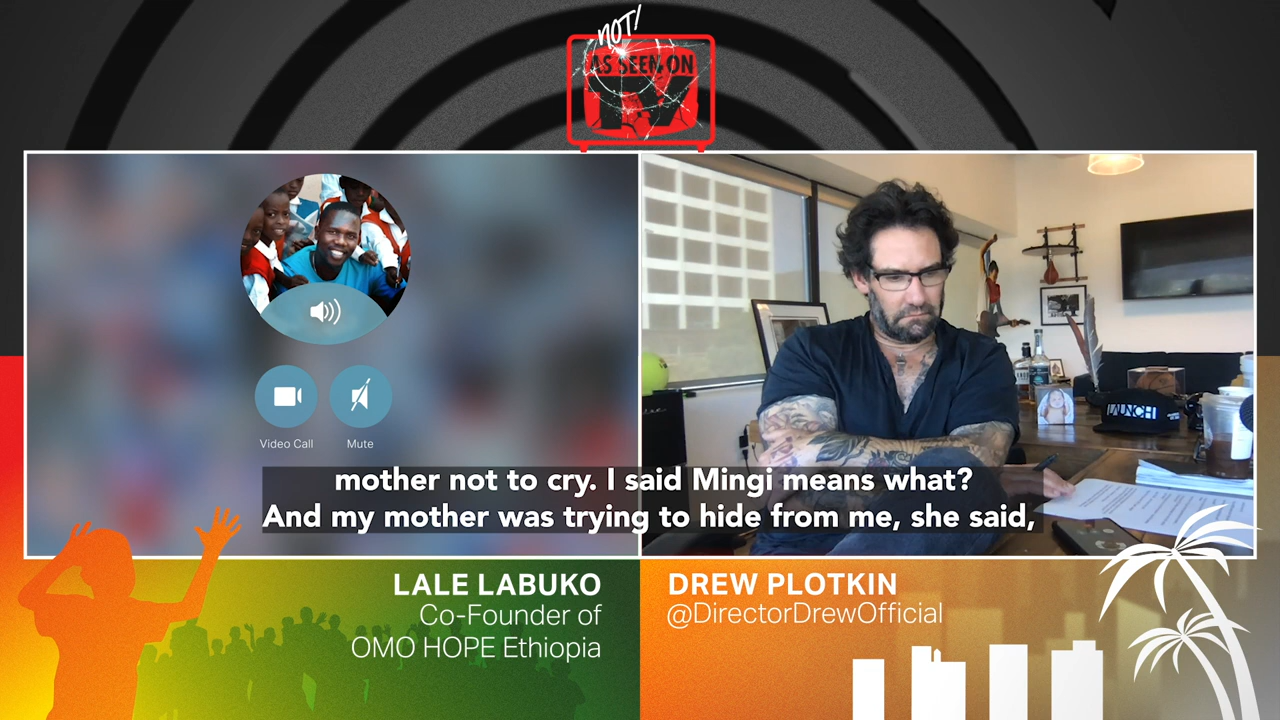 NOT!
AS SEEN ON
TV
Video Call
Mute
LAUNCH
mother not to cry. I said Mingi means what?
And my mother was trying to hide from me, she said,
LALE LABUKO
Co-Founder of
OMO HOPE Ethiopia
DREW PLOTKIN
@DirectorDrewOfficial